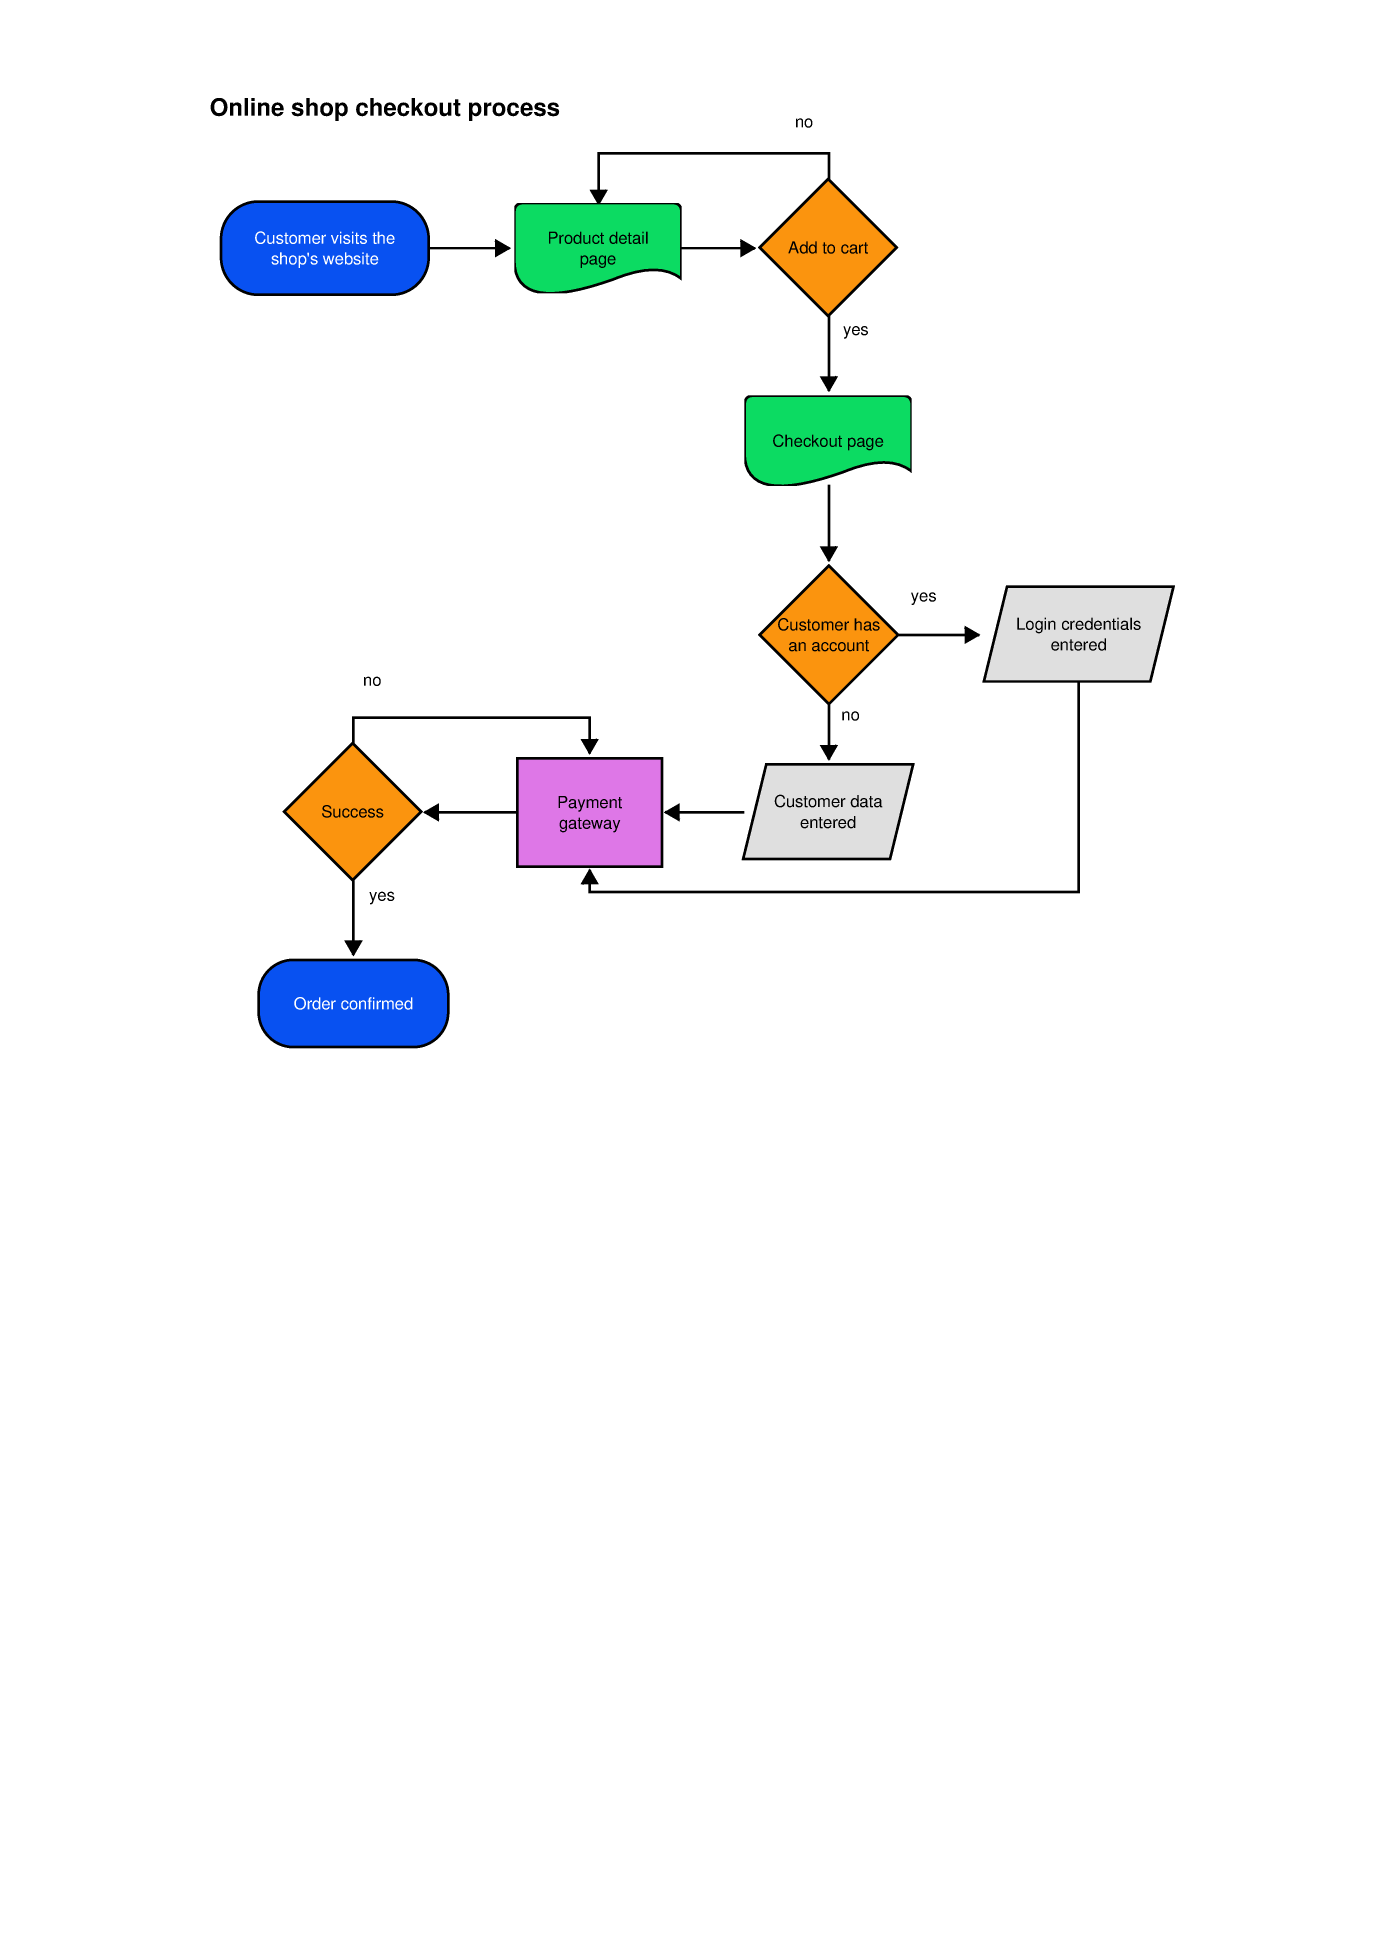 Online shop checkout process
no
Customer visits the
shop's website
Product detail
page
Add to cart
yes
Checkout page
Customer has
an account
yes
Login credentials
entered
no
Customer data
entered
Payment
gateway
no
Success
yes
Order confirmed